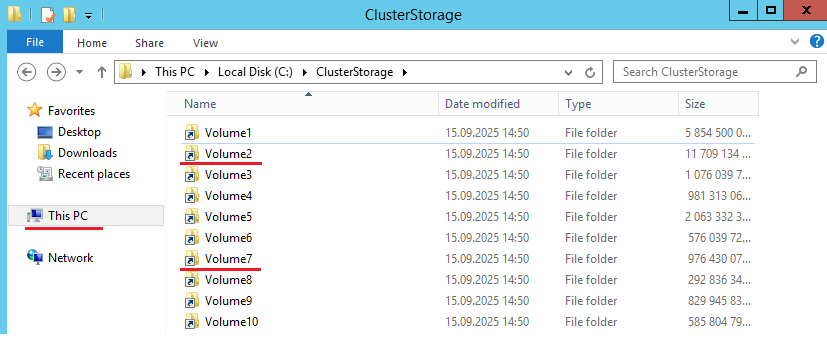 ClusterStorage
File Home Share View
This PC Local Disk (C:) ClusterStorage Search ClusterStorage
Favorites
Desktop
Downloads
Recent places
This PC
Network
Name Date modified Type Size
Volume1 15.09.2025 14:50 File folder 5 854 500 0...
Volume2 15.09.2025 14:50 File folder 11 709 134 ...
Volume3 15.09.2025 14:50 File folder 1 076 039 7...
Volume4 15.09.2025 14:50 File folder 981 313 06...
Volume5 15.09.2025 14:50 File folder 2 063 332 3...
Volume6 15.09.2025 14:50 File folder 576 039 72...
Volume7 15.09.2025 14:50 File folder 976 430 07...
Volume8 15.09.2025 14:50 File folder 292 836 34...
Volume9 15.09.2025 14:50 File folder 829 945 83...
Volume10 15.09.2025 14:50 File folder 585 804 79...